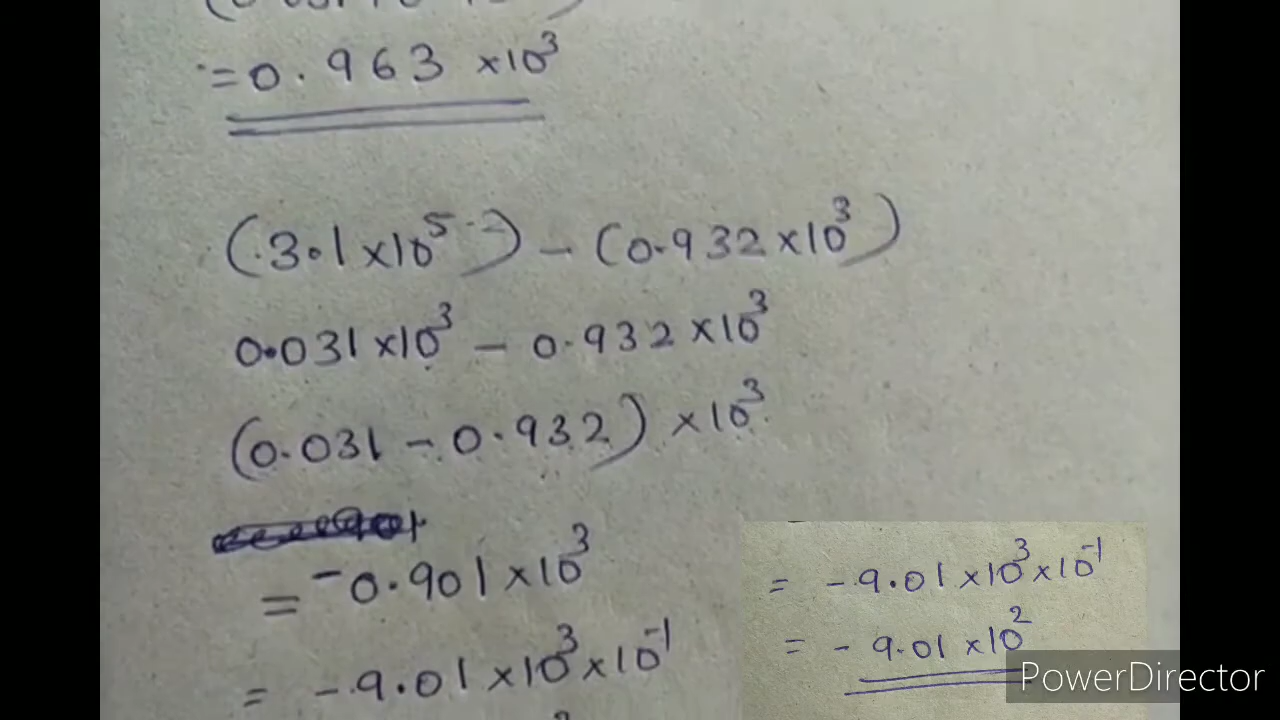 = 0.963 ×10³
(3.1×10⁵) - (0.932×10³)
0.031×10³ - 0.932×10³
(0.031 - 0.932) ×10³
= -0.901×10³
= -9.01×10³×10⁻¹
= -9.01×10³×10⁻¹
= -9.01×10²
PowerDirector